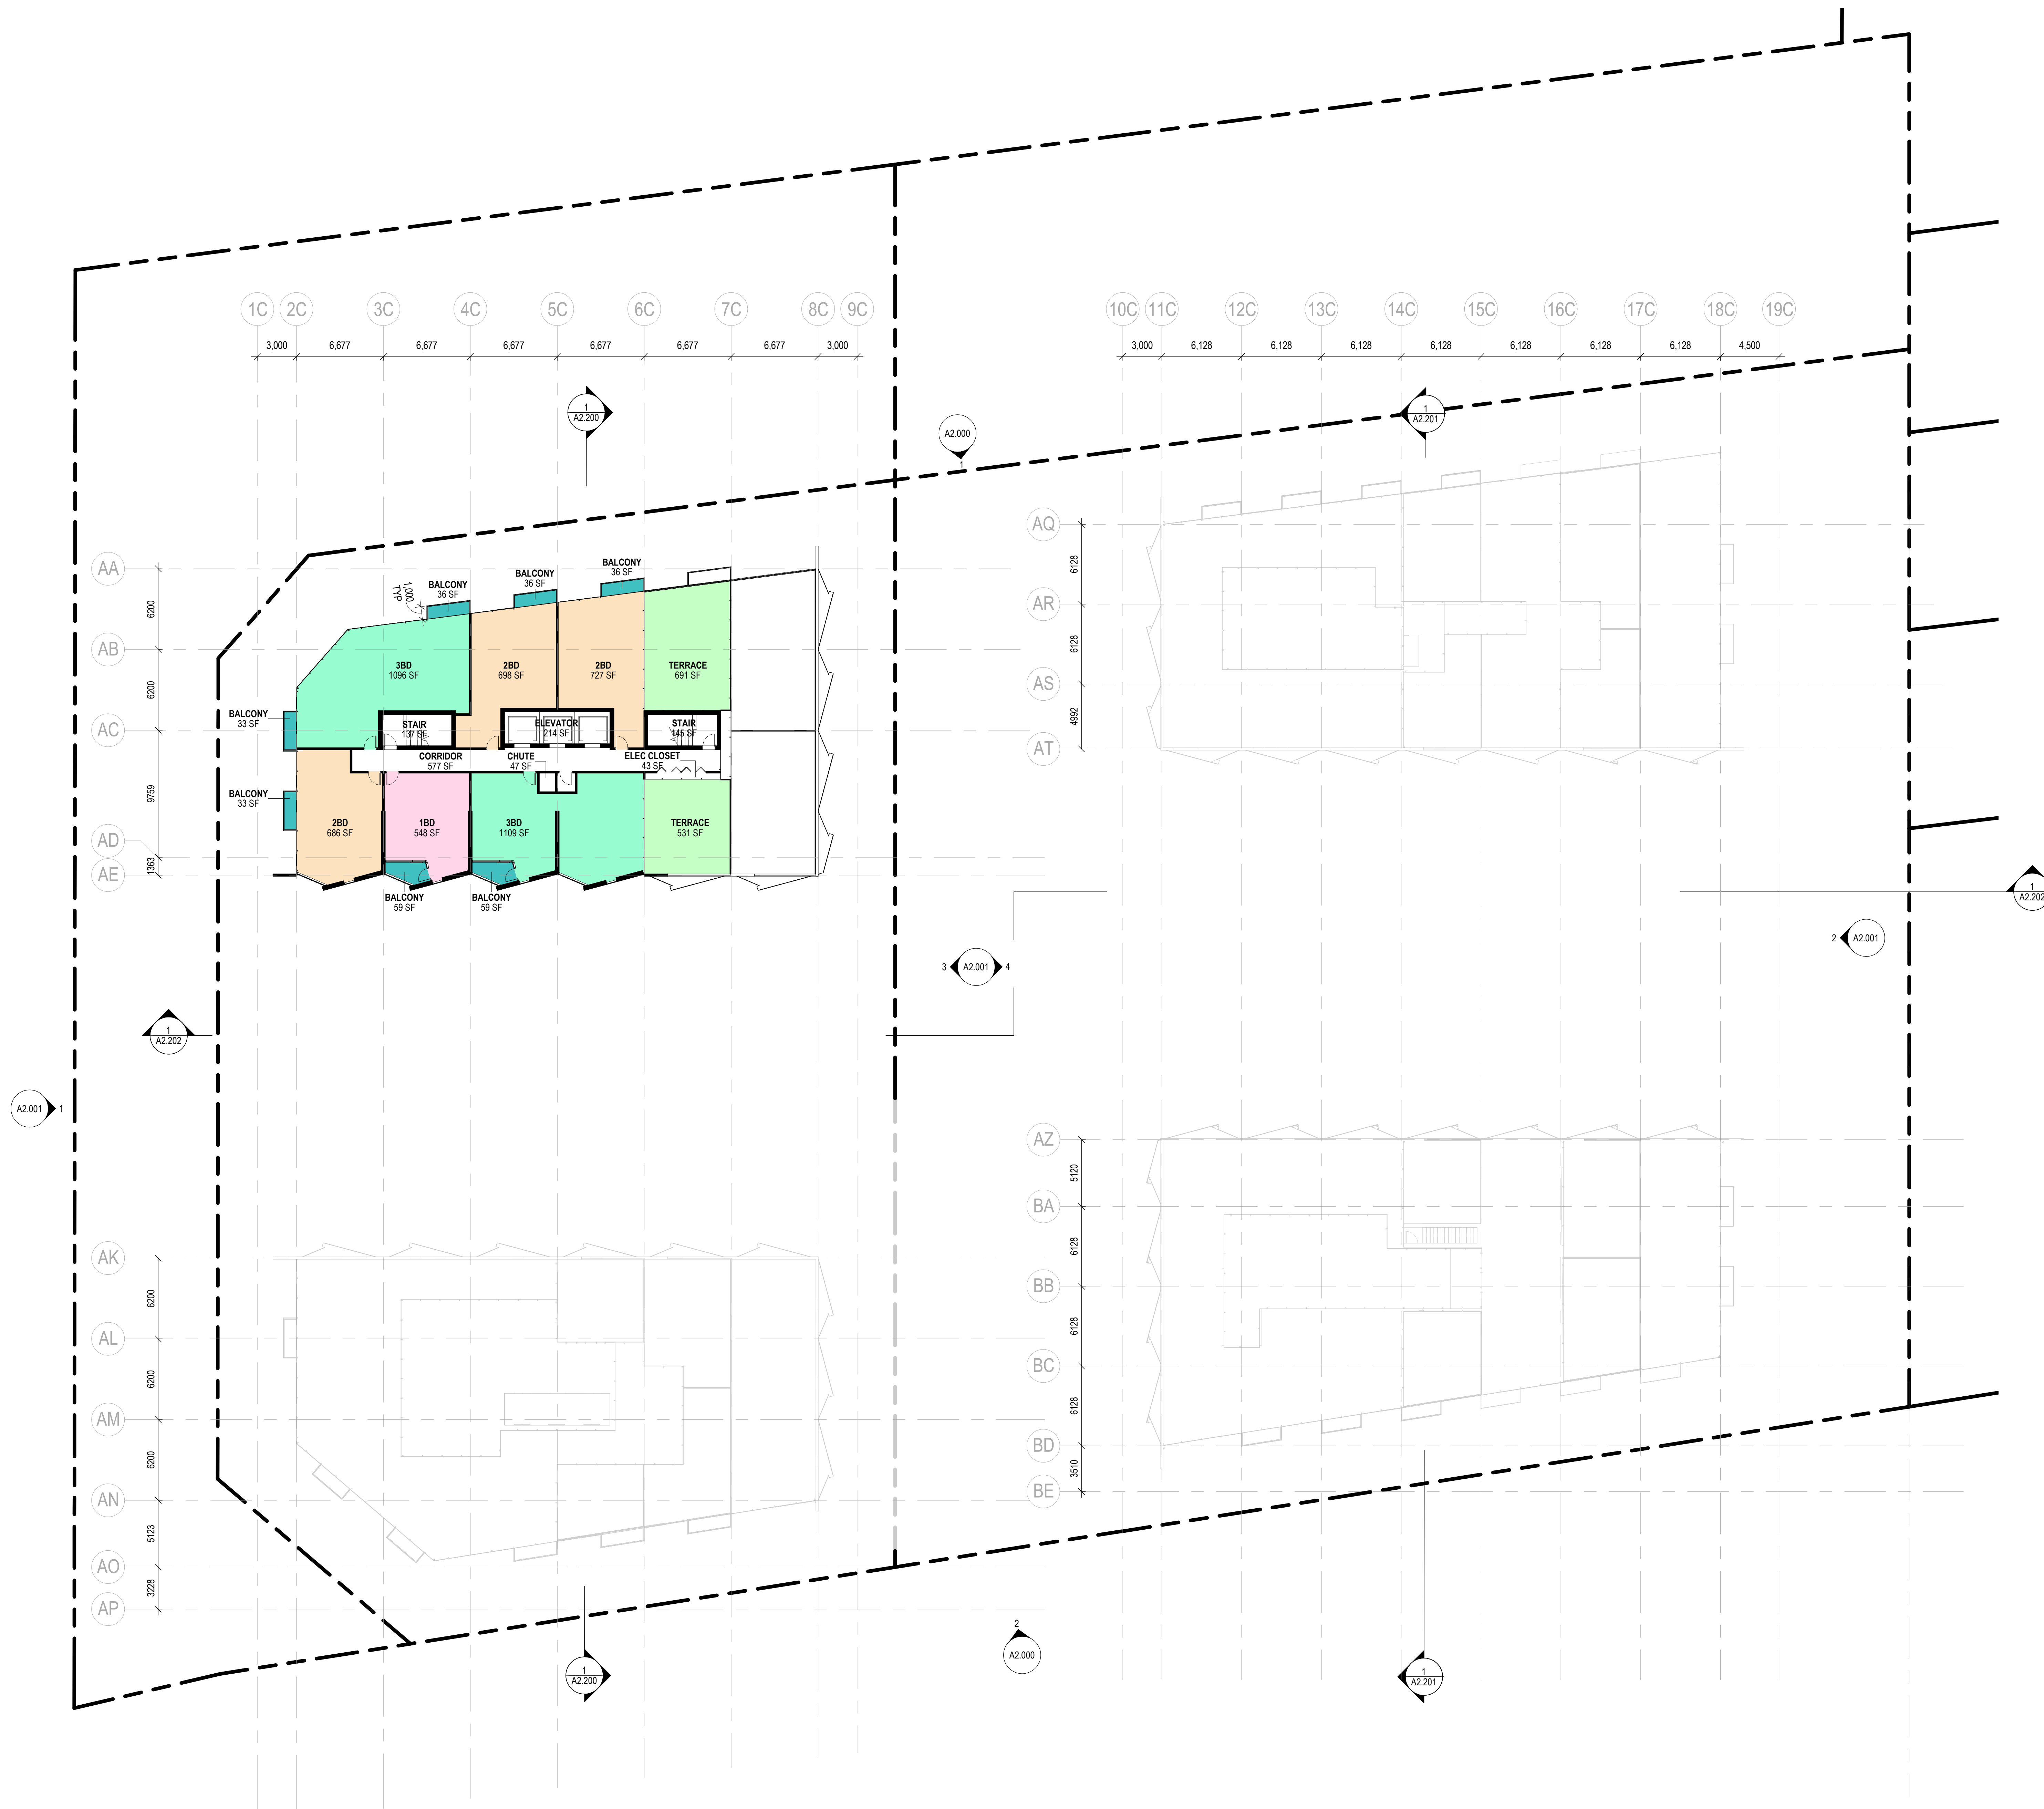 1C 2C 3C 4C 5C 6C 7C 8C 9C 10C 11C 12C 13C 14C 15C 16C 17C 18C 19C
3,000 6,677 6,677 6,677 6,677 6,677 6,677 3,000 3,000 6,128 6,128 6,128 6,128 6,128 6,128 6,128 4,500
1
A2.200
A2.000
1
1
A2.201
AA
AB
AC
AD
AE
6200
6200
9759
1363
BALCONY
36 SF
BALCONY
36 SF
BALCONY
36 SF
1,000
TYP
3BD
1096 SF
2BD
698 SF
2BD
727 SF
TERRACE
691 SF
BALCONY
33 SF
STAIR
137 SF
ELEVATOR
214 SF
STAIR
145 SF
CORRIDOR
577 SF
CHUTE
47 SF
ELEC CLOSET
43 SF
BALCONY
33 SF
2BD
686 SF
1BD
548 SF
3BD
1109 SF
TERRACE
531 SF
BALCONY
59 SF
BALCONY
59 SF
AQ
AR
AS
AT
6128
6128
4992
1
A2.202
2 A2.001
3 A2.001 4
1
A2.202
A2.001 1
AK
AL
AM
AN
AO
AP
6200
6200
6200
5123
3228
AZ
BA
BB
BC
BD
BE
5120
6128
6128
6128
3510
2
A2.000
1
A2.200
1
A2.201